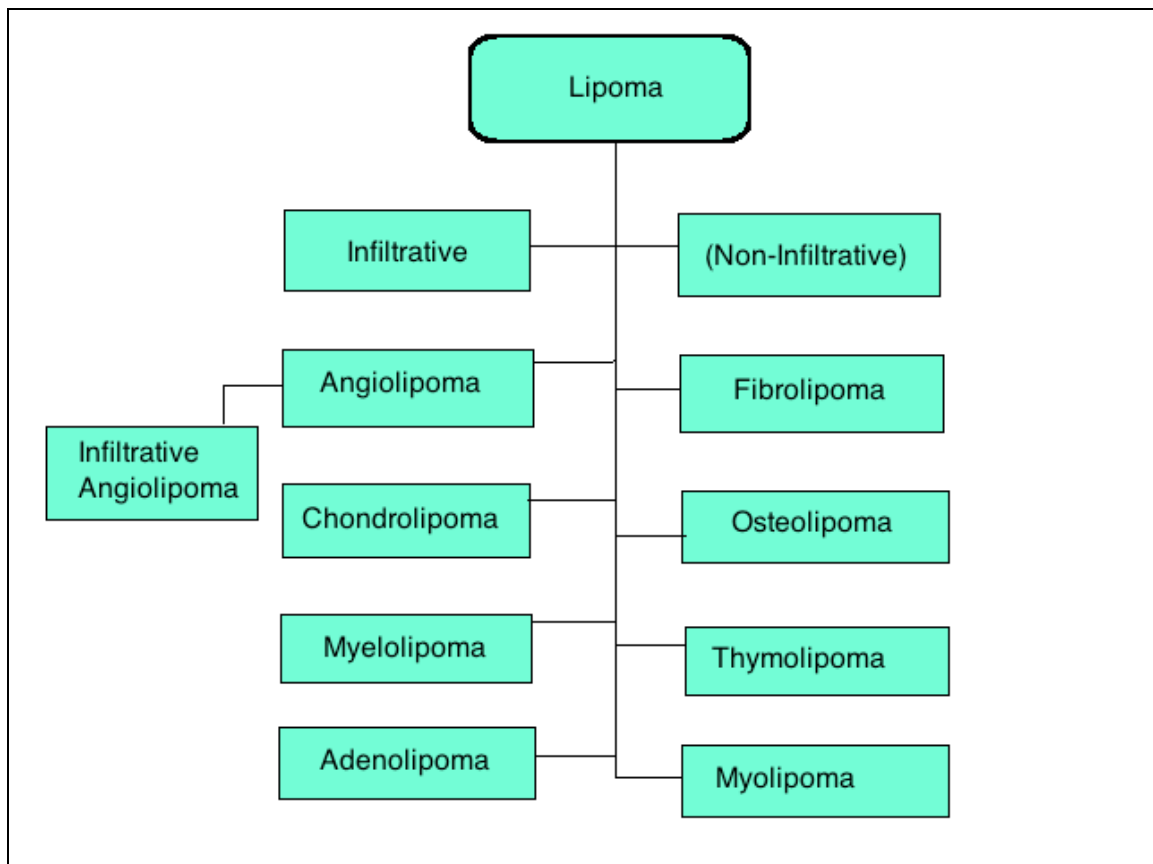 Lipoma
Infiltrative
(Non-Infiltrative)
Angiolipoma
Fibrolipoma
Infiltrative
Angiolipoma
Chondrolipoma
Osteolipoma
Myelolipoma
Thymolipoma
Adenolipoma
Myolipoma